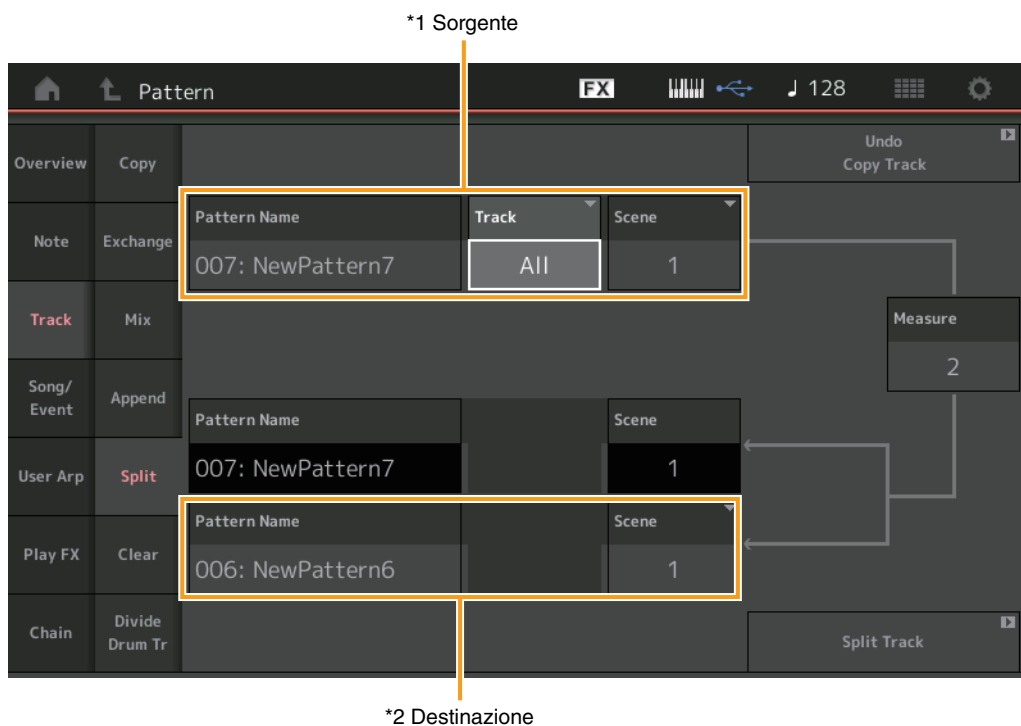 *1 Sorgente
Pattern
FX
128
Overview
Copy
Undo
Copy Track
Note
Exchange
Pattern Name
Track
Scene
007: NewPattern7
All
1
Track
Mix
Measure
2
Song/
Event
Append
Pattern Name
Scene
User Arp
Split
007: NewPattern7
1
Pattern Name
Scene
Play FX
Clear
006: NewPattern6
1
Chain
Divide
Drum Tr
Split Track
*2 Destinazione